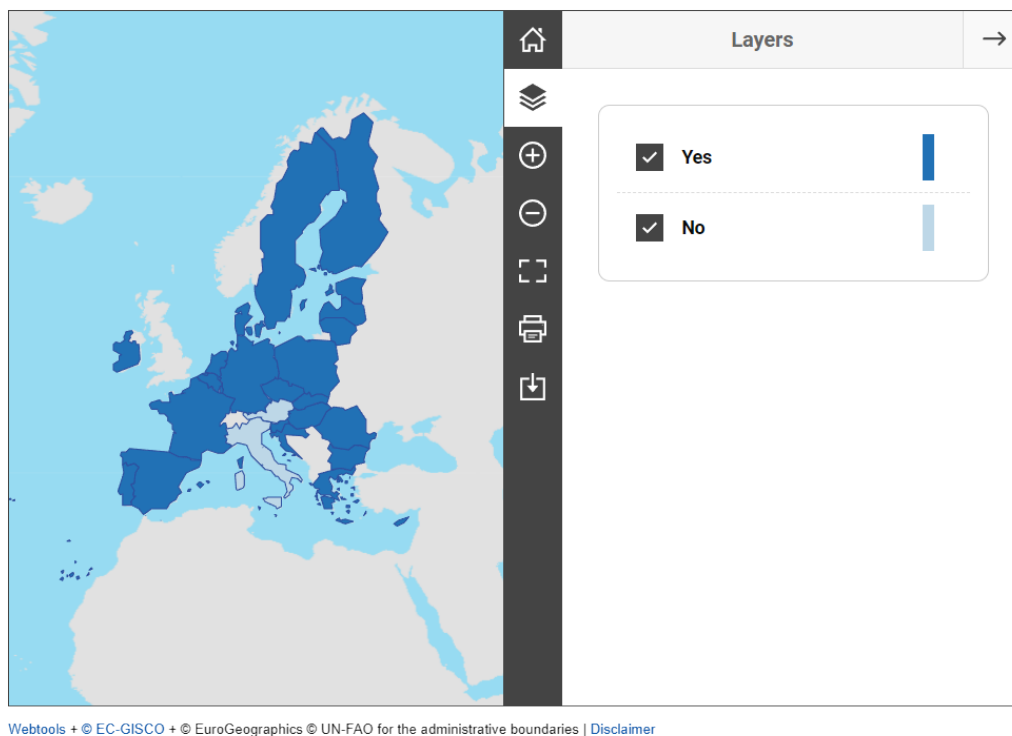 Layers
Yes
No
Webtools + © EC-GISCO + © EuroGeographics © UN-FAO for the administrative boundaries | Disclaimer